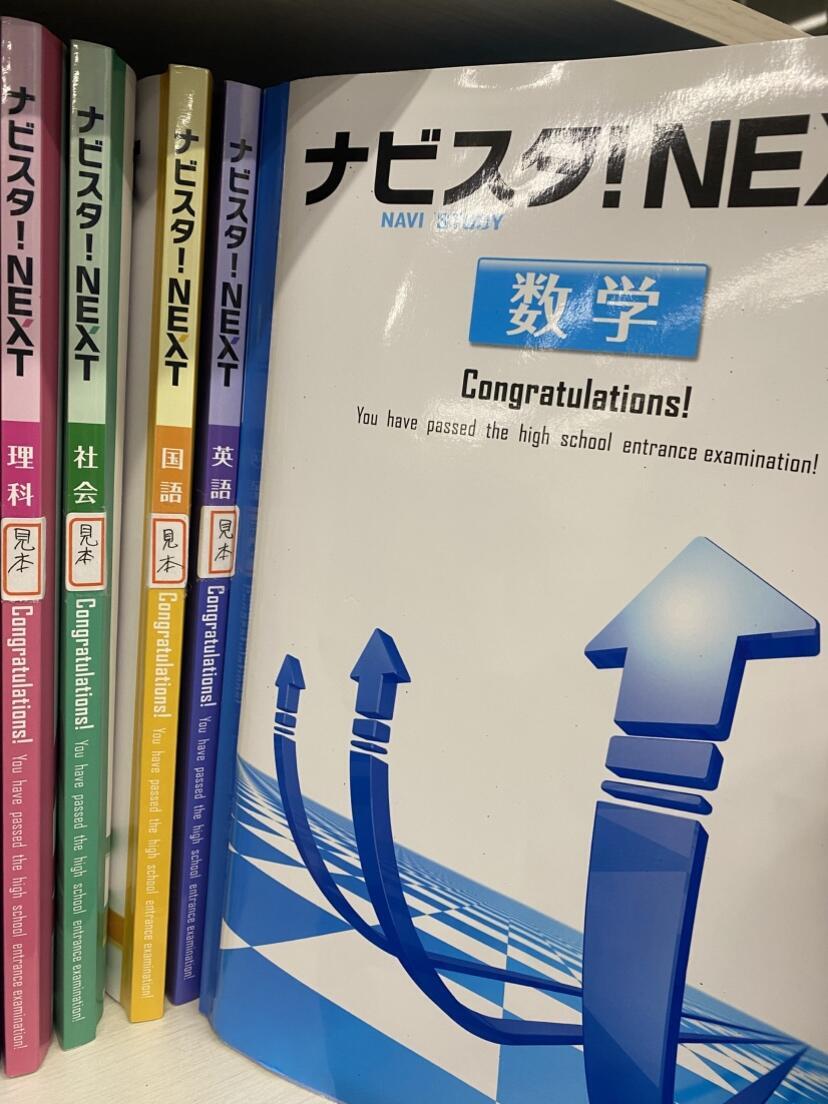 ナビスタ!NEXT
理科
見本
Congratulations! You have passed the high school entrance examination!
ナビスタ!NEXT
社会
見本
Congratulations! You have passed the high school entrance examination!
ナビスタ!NEXT
国語
見本
Congratulations! You have passed the high school entrance examination!
ナビスタ!NEXT
英語
見本
Congratulations! You have passed the high school entrance examination!
ナビスタ!NEX
NAVI STUDY
数学
Congratulations!
You have passed the high school entrance examination!